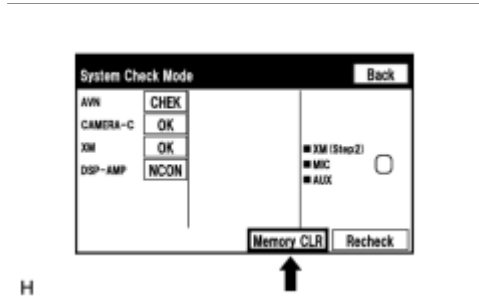 System Check Mode Back
AVN CHEK
CAMERA-C OK
XM OK
DSP-AMP NCON
■ XM (Step2)
■ MIC
■ AUX
Memory CLR Recheck
H